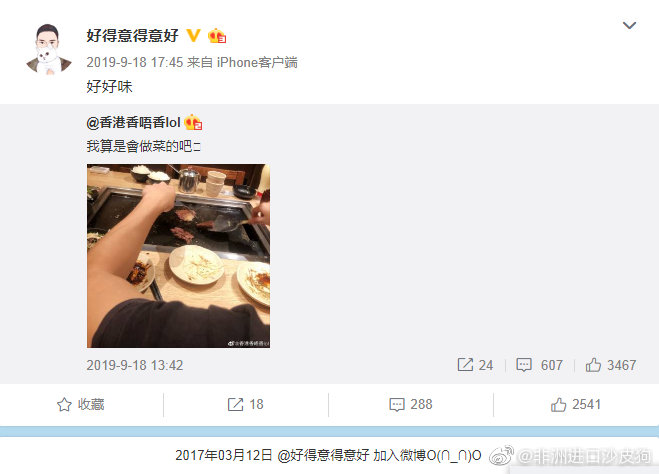 好得意得意好
2019-9-18 17:45 来自 iPhone客户端
好好味
@香港香唔香lol
我算是會做菜的吧
@香港香唔香lol
2019-9-18 13:42
24
607
3467
收藏
18
288
2541
2017年03月12日 @好得意得意好 加入微博O(∩_∩)O
@非洲进口沙皮狗